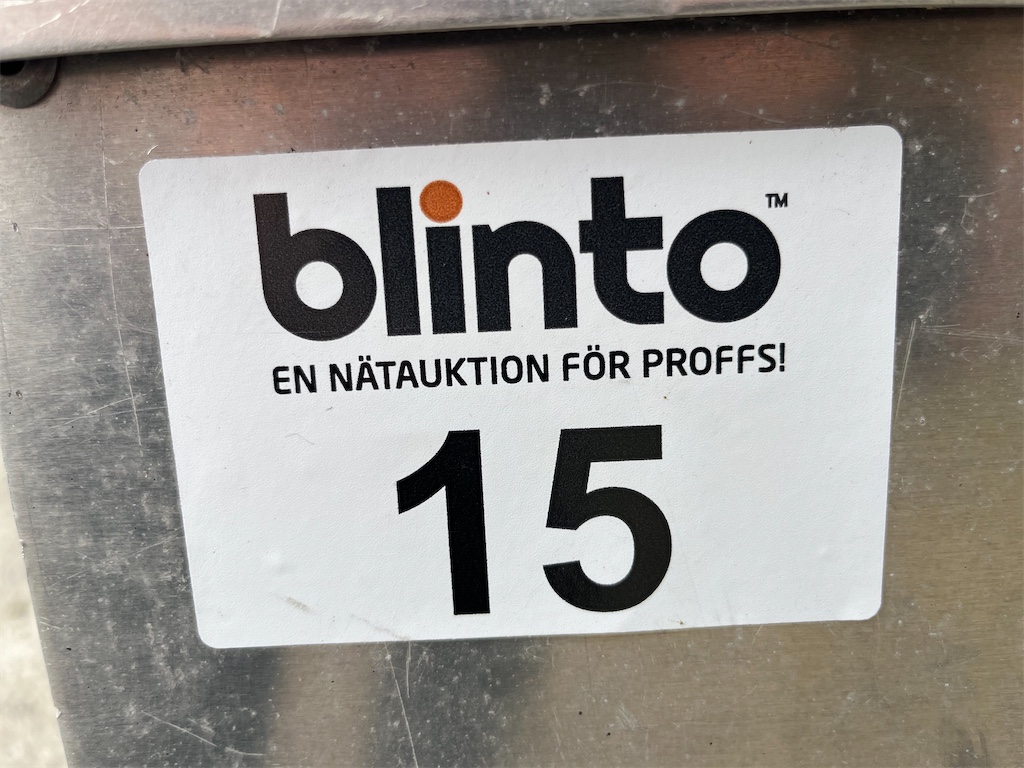 blinto™
EN NÄTAUKTION FÖR PROFFS!
15